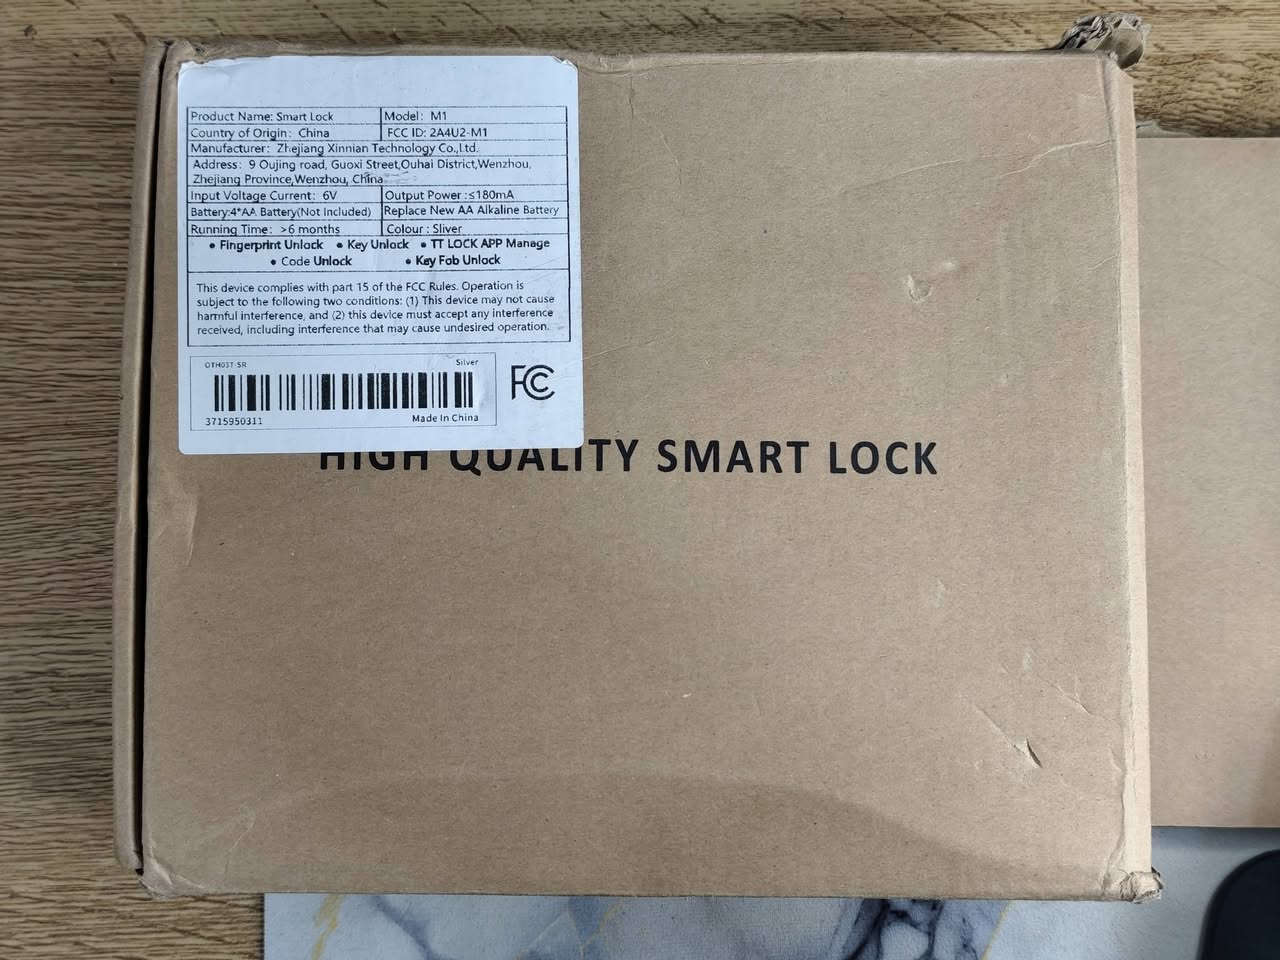 Product Name: Smart Lock Model: M1
Country of Origin: China FCC ID: 2A4U2-M1
Manufacturer: Zhejiang Xinnian Technology Co.,Ltd.
Address: 9 Oujing road, Guoxi Street,Ouhai District,Wenzhou,
Zhejiang Province,Wenzhou, China
Input Voltage Current: 6V Output Power :≤180mA
Battery:4*AA Battery(Not Included) Replace New AA Alkaline Battery
Running Time: >6 months Colour : Sliver
• Fingerprint Unlock • Key Unlock • TT LOCK APP Manage
• Code Unlock • Key Fob Unlock
This device complies with part 15 of the FCC Rules. Operation is
subject to the following two conditions: (1) This device may not cause
harmful interference, and (2) this device must accept any interference
received, including interference that may cause undesired operation.
OTH03T-SR Silver
FCC
3715950311 Made In China
HIGH QUALITY SMART LOCK